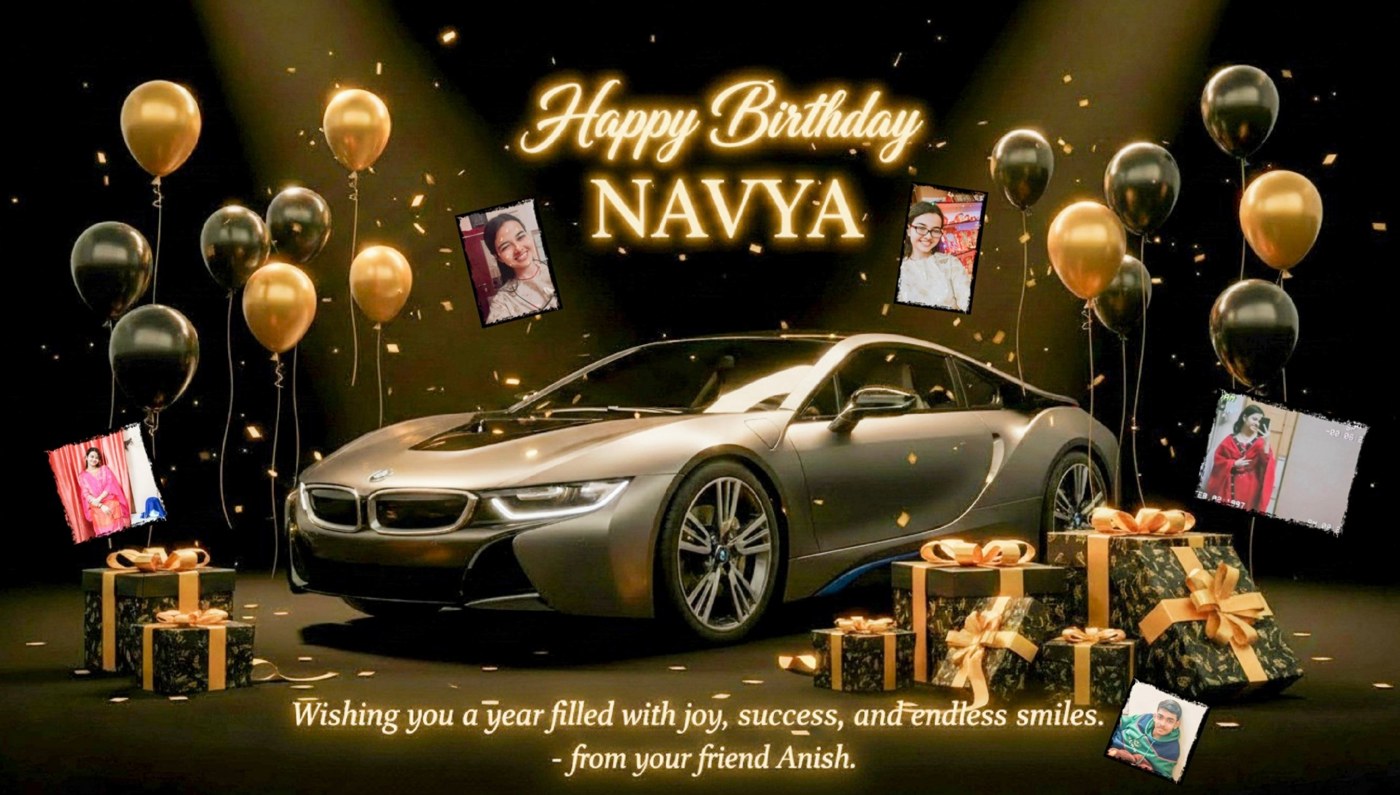 Happy Birthday
NAVYA
Wishing you a year filled with joy, success, and endless smiles.
- from your friend Anish.